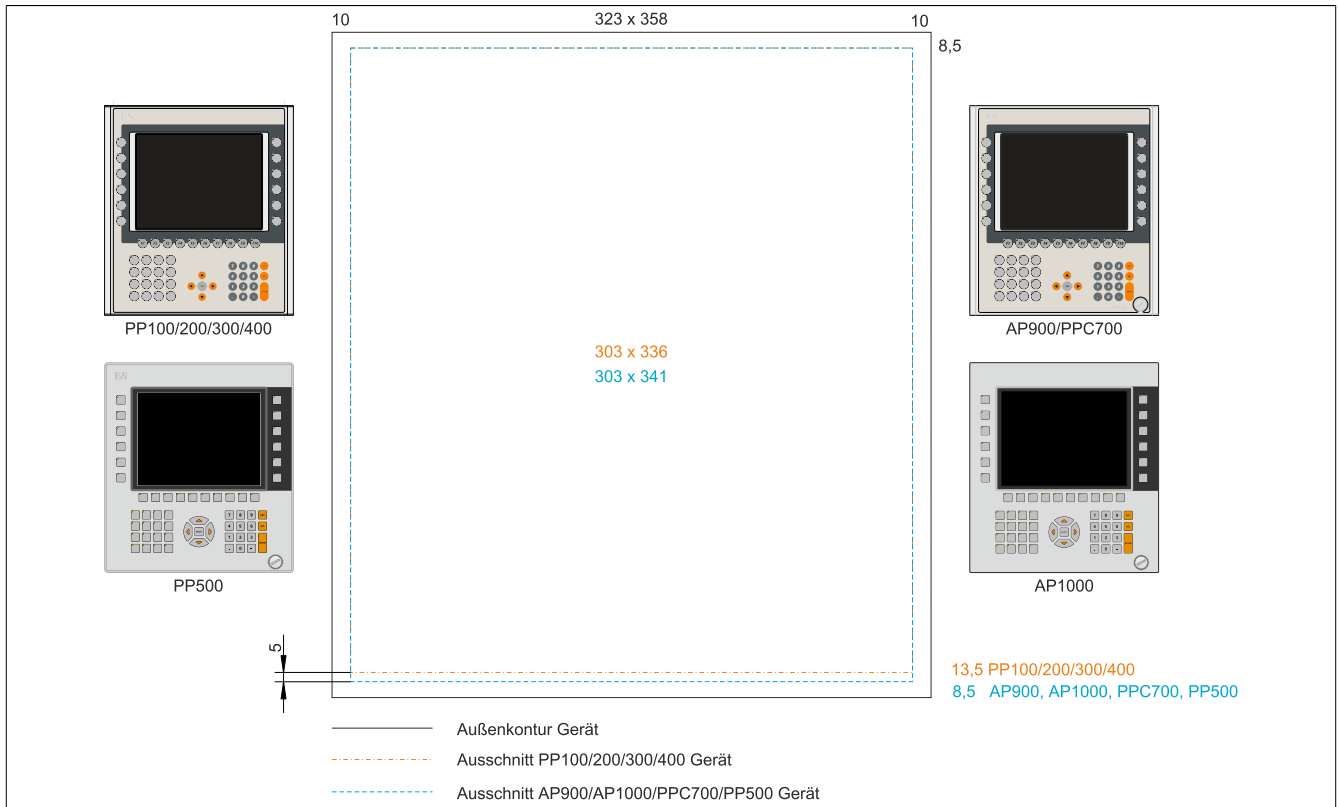 10
323 x 358
10
8,5
PP100/200/300/400
AP900/PPC700
303 x 336
303 x 341
PP500
AP1000
5
13,5 PP100/200/300/400
8,5 AP900, AP1000, PPC700, PP500
Außenkontur Gerät
Ausschnitt PP100/200/300/400 Gerät
Ausschnitt AP900/AP1000/PPC700/PP500 Gerät